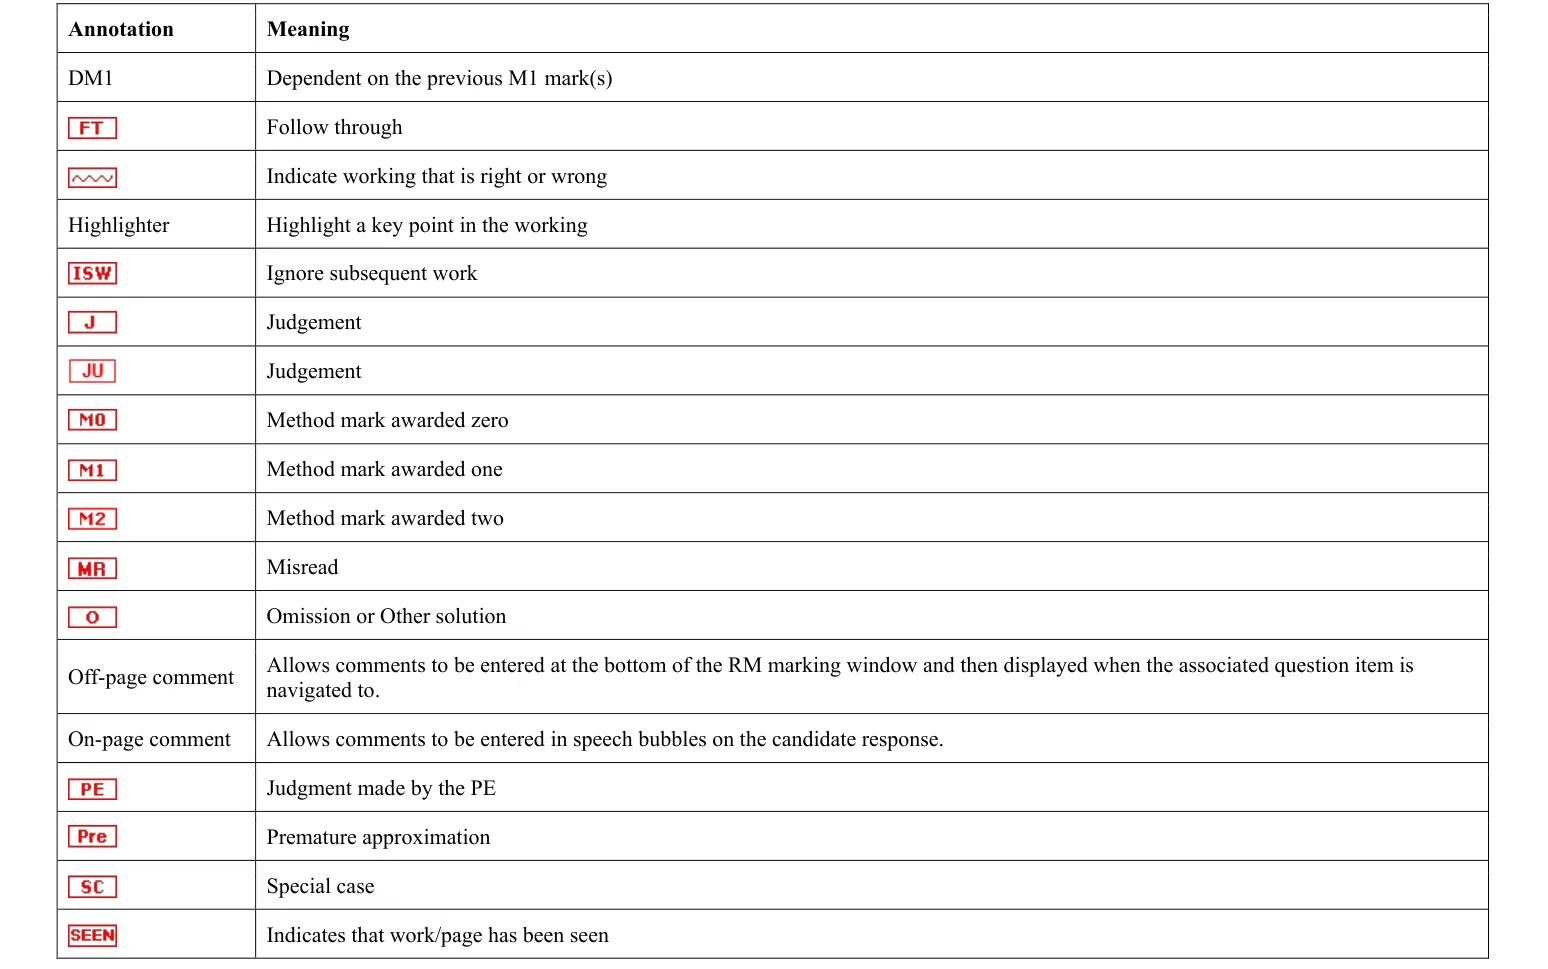 Annotation Meaning
DM1 Dependent on the previous M1 mark(s)
FT Follow through
Indicate working that is right or wrong
Highlighter Highlight a key point in the working
ISW Ignore subsequent work
J Judgement
JU Judgement
M0 Method mark awarded zero
M1 Method mark awarded one
M2 Method mark awarded two
MR Misread
O Omission or Other solution
Off-page comment Allows comments to be entered at the bottom of the RM marking window and then displayed when the associated question item is
navigated to.
On-page comment Allows comments to be entered in speech bubbles on the candidate response.
PE Judgment made by the PE
Pre Premature approximation
SC Special case
SEEN Indicates that work/page has been seen